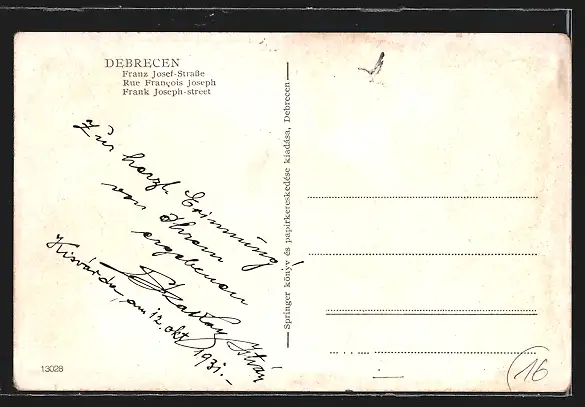 DEBRECEN
Franz Josef-Straße
Rue François Joseph
Frank Joseph-street
Zur herzl. Erinnerung
von Ihrem
ergebenen
István
Kisvárda, am 12. okt. 1931.-
Springer könyv és papirkereskedése kiadása, Debrecen
13028
16